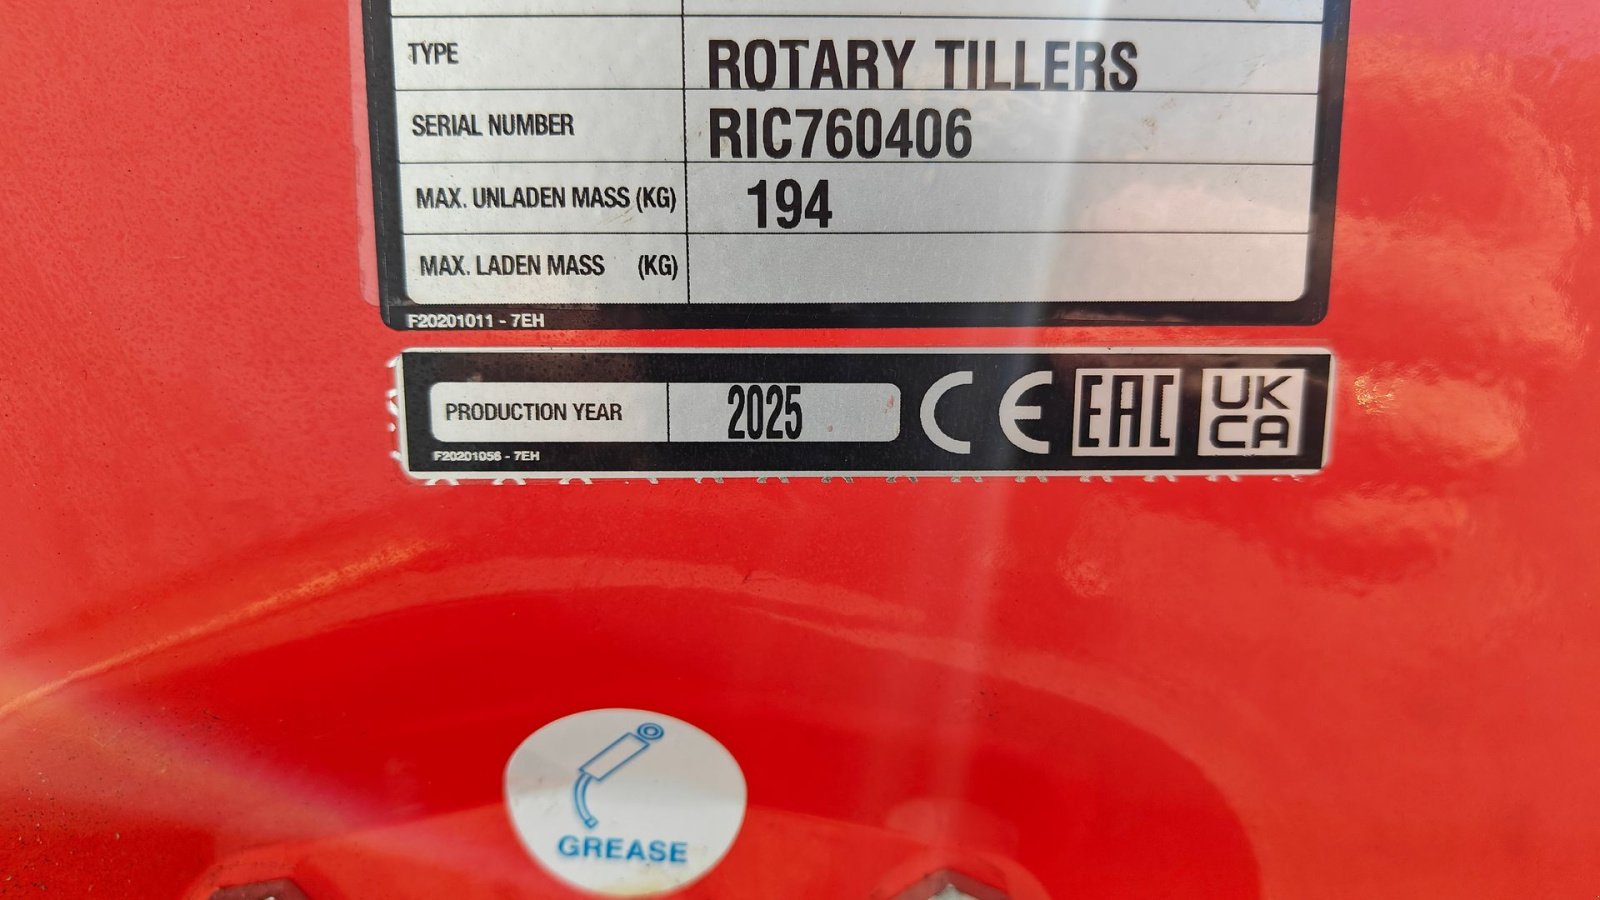 TYPE ROTARY TILLERS
SERIAL NUMBER RIC760406
MAX. UNLADEN MASS (KG) 194
MAX. LADEN MASS (KG)
F20201011 - 7EH
PRODUCTION YEAR 2025 CE EAC UK CA
F20201056 - 7EH
GREASE